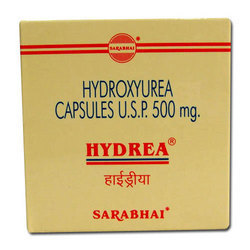 SARABHAI
HYDROXYUREA
CAPSULES U.S.P. 500 mg.
HYDREA®
हाईड्रीया
SARABHAI*